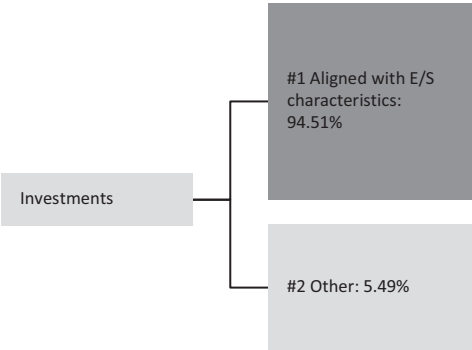 Investments
#1 Aligned with E/S
characteristics:
94.51%
#2 Other: 5.49%